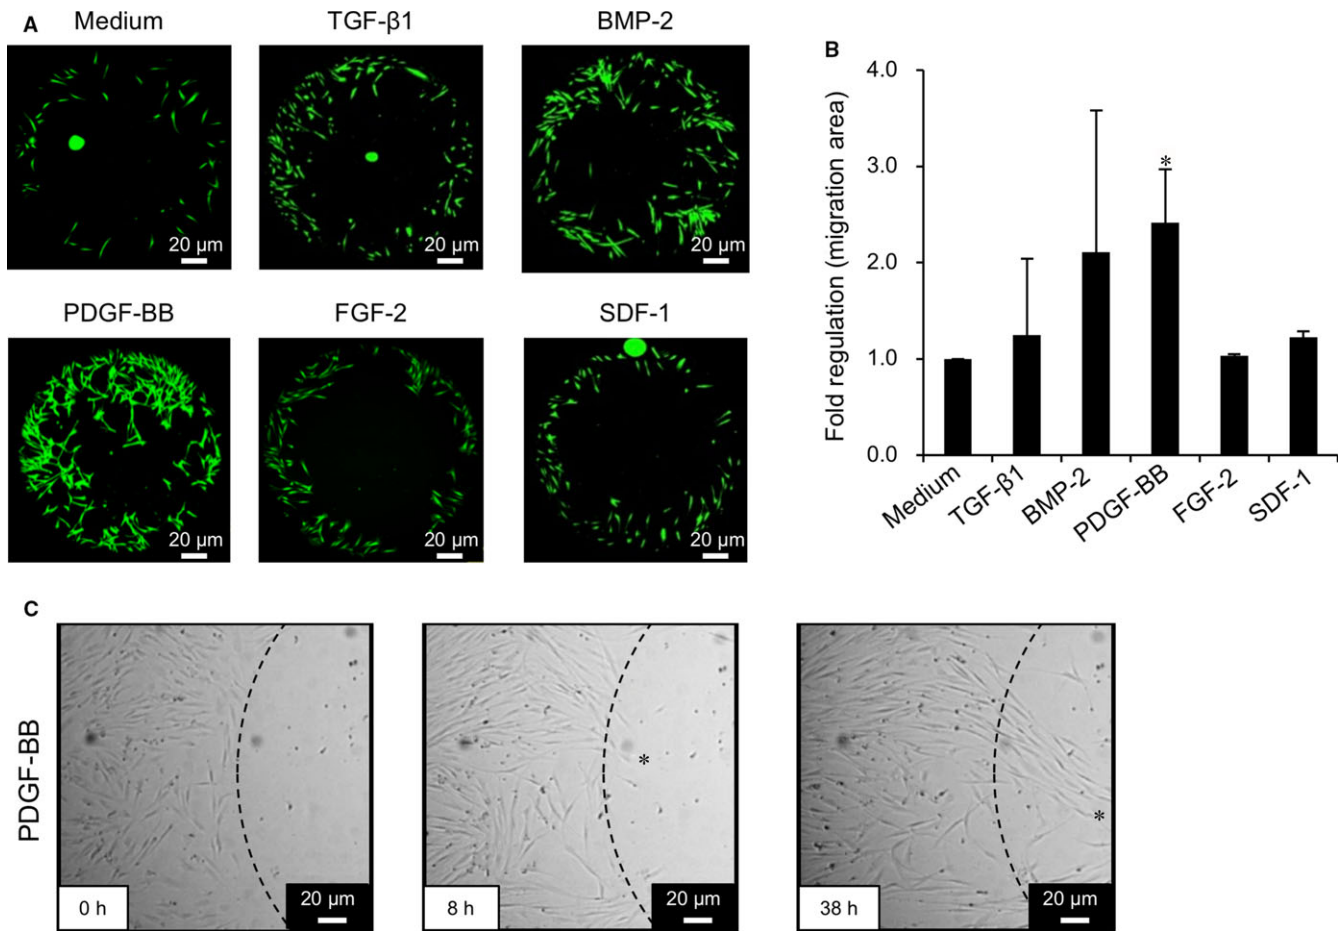 A
Medium
TGF-β1
BMP-2
20 µm
20 µm
20 µm
PDGF-BB
FGF-2
SDF-1
20 µm
20 µm
20 µm
B
Fold regulation (migration area)
4.0
3.0
2.0
1.0
0.0
*
Medium
TGF-β1
BMP-2
PDGF-BB
FGF-2
SDF-1
C
PDGF-BB
0 h
20 µm
*
8 h
20 µm
*
38 h
20 µm